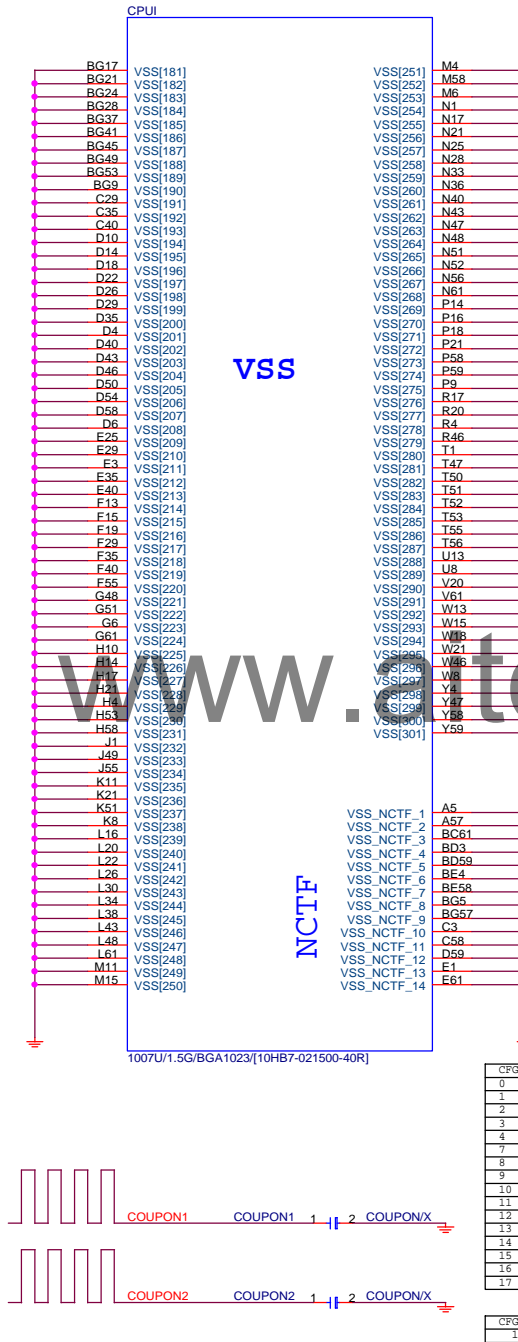 CPUI
BG17 VSS[181] VSS[251] M4
BG21 VSS[182] VSS[252] M58
BG24 VSS[183] VSS[253] M6
BG28 VSS[184] VSS[254] N1
BG37 VSS[185] VSS[255] N17
BG41 VSS[186] VSS[256] N21
BG45 VSS[187] VSS[257] N25
BG49 VSS[188] VSS[258] N28
BG53 VSS[189] VSS[259] N33
BG9 VSS[190] VSS[260] N36
C29 VSS[191] VSS[261] N40
C35 VSS[192] VSS[262] N43
C40 VSS[193] VSS[263] N47
D10 VSS[194] VSS[264] N48
D14 VSS[195] VSS[265] N51
D18 VSS[196] VSS[266] N52
D22 VSS[197] VSS[267] N56
D26 VSS[198] VSS[268] N61
D29 VSS[199] VSS[269] P14
D35 VSS[200] VSS[270] P16
D4 VSS[201] VSS[271] P18
D40 VSS[202] VSS[272] P21
D43 VSS[203] VSS[273] P58
VSS
D46 VSS[204] VSS[274] P59
D50 VSS[205] VSS[275] P9
D54 VSS[206] VSS[276] R17
D58 VSS[207] VSS[277] R20
D6 VSS[208] VSS[278] R4
E25 VSS[209] VSS[279] R46
E29 VSS[210] VSS[280] T1
E3 VSS[211] VSS[281] T47
E35 VSS[212] VSS[282] T50
E40 VSS[213] VSS[283] T51
F13 VSS[214] VSS[284] T52
F15 VSS[215] VSS[285] T53
F19 VSS[216] VSS[286] T55
F29 VSS[217] VSS[287] T56
F35 VSS[218] VSS[288] U13
F40 VSS[219] VSS[289] U8
F55 VSS[220] VSS[290] V20
G48 VSS[221] VSS[291] V61
G51 VSS[222] VSS[292] W13
G6 VSS[223] VSS[293] W15
G61 VSS[224] VSS[294] W18
H10 VSS[225] VSS[295] W21
H14 VSS[226] VSS[296] W46
H17 VSS[227] VSS[297] W8
www.aite
H21 VSS[228] VSS[298] Y4
H4 VSS[229] VSS[299] Y47
H53 VSS[230] VSS[300] Y58
H58 VSS[231] VSS[301] Y59
J1 VSS[232]
J49 VSS[233]
J55 VSS[234]
K11 VSS[235]
K21 VSS[236]
K51 VSS[237] VSS_NCTF_1 A5
K8 VSS[238] VSS_NCTF_2 A57
L16 VSS[239] VSS_NCTF_3 BC61
L20 VSS[240] VSS_NCTF_4 BD3
L22 VSS[241] VSS_NCTF_5 BD59
L26 VSS[242] VSS_NCTF_6 BE4
L30 VSS[243] VSS_NCTF_7 BE58
L34 VSS[244] VSS_NCTF_8 BG5
L38 VSS[245] VSS_NCTF_9 BG57
NCTF
L43 VSS[246] VSS_NCTF_10 C3
L48 VSS[247] VSS_NCTF_11 C58
L61 VSS[248] VSS_NCTF_12 D59
M11 VSS[249] VSS_NCTF_13 E1
M15 VSS[250] VSS_NCTF_14 E61
1007U/1.5G/BGA1023/[10HB7-021500-40R]
CFG
0
1
2
3
4
7
8
9
10
11
12
13
14
15
16
17
COUPON1 COUPON1 1 2 COUPON/X
COUPON2 COUPON2 1 2 COUPON/X
CFG
1